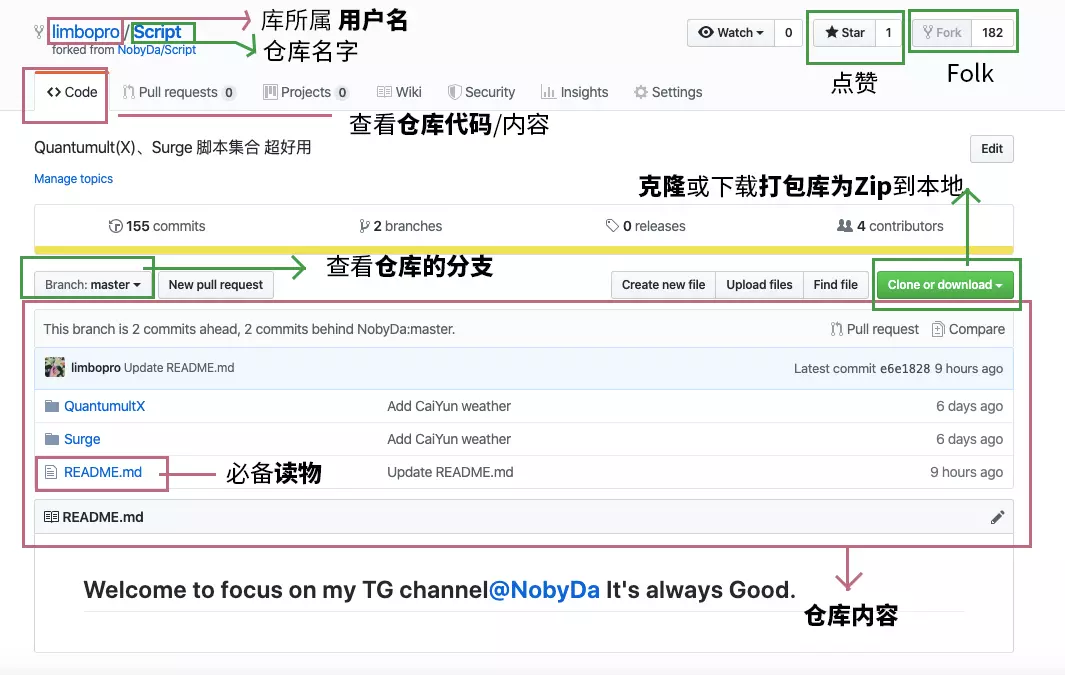 limbopro/Script
库所属 用户名
forked from NobyDa/Script
仓库名字
Watch 0
Star 1
Fork 182
点赞
Folk
Code
Pull requests 0
Projects 0
Wiki
Security
Insights
Settings
查看仓库代码/内容
Quantumult(X)、Surge 脚本集合 超好用
Edit
Manage topics
克隆或下载打包库为Zip到本地
155 commits
2 branches
0 releases
4 contributors
查看仓库的分支
Branch: master
New pull request
Create new file
Upload files
Find file
Clone or download
This branch is 2 commits ahead, 2 commits behind NobyDa:master.
Pull request
Compare
limbopro Update README.md
Latest commit e6e1828 9 hours ago
QuantumultX
Add CaiYun weather
6 days ago
Surge
Add CaiYun weather
6 days ago
README.md
必备读物
Update README.md
9 hours ago
README.md
Welcome to focus on my TG channel@NobyDa It's always Good.
仓库内容